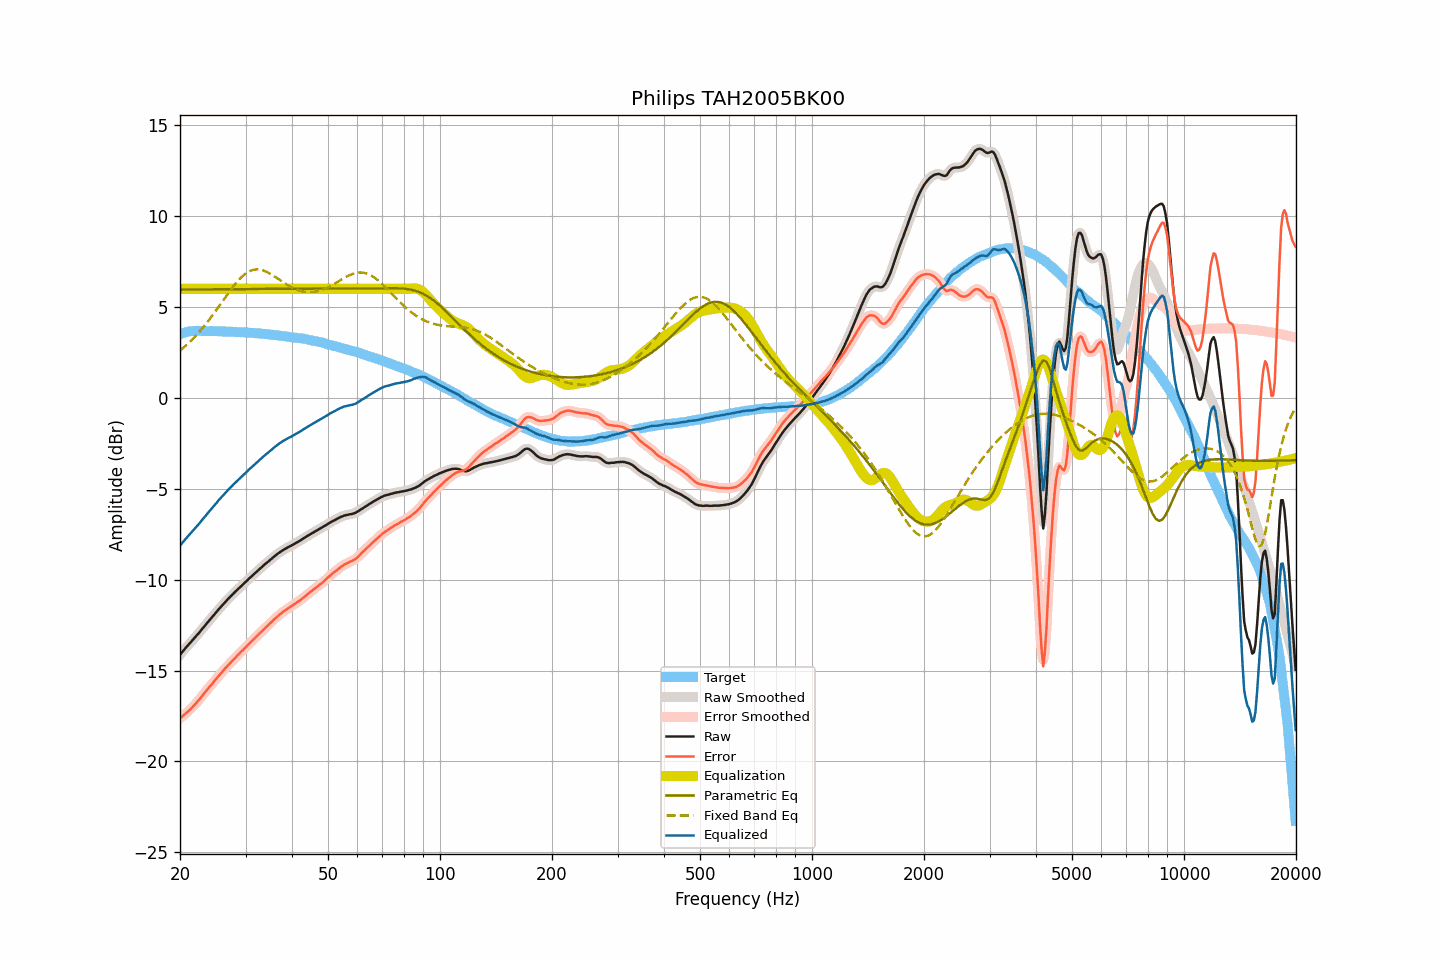 Philips TAH2005BK00
15
10
5
0
−5
−10
−15
−20
−25
Amplitude (dBr)
20
50
100
200
500
1000
2000
5000
10000
20000
Frequency (Hz)
Target
Raw Smoothed
Error Smoothed
Raw
Error
Equalization
Parametric Eq
Fixed Band Eq
Equalized